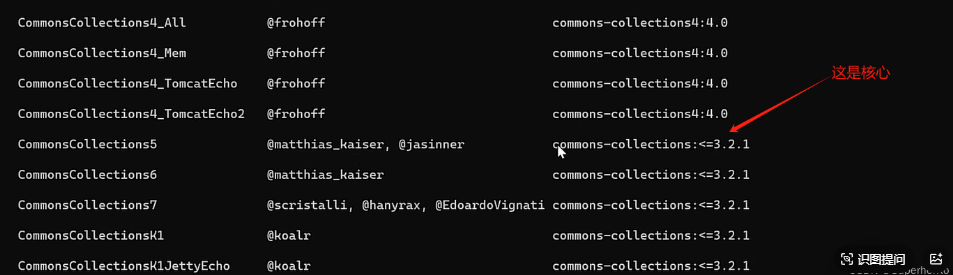 CommonsCollections4_All @frohoff commons-collections4:4.0
CommonsCollections4_Mem @frohoff commons-collections4:4.0
CommonsCollections4_TomcatEcho @frohoff commons-collections4:4.0
这是核心
CommonsCollections4_TomcatEcho2 @frohoff commons-collections4:4.0
CommonsCollections5 @matthias_kaiser, @jasinner commons-collections:<=3.2.1
CommonsCollections6 @matthias_kaiser commons-collections:<=3.2.1
CommonsCollections7 @scristalli, @hanyrax, @EdoardoVignati commons-collections:<=3.2.1
CommonsCollectionsK1 @koalr commons-collections:<=3.2.1
CommonsCollectionsK1JettyEcho @koalr commons-collections:<=3.2.1
识图提问